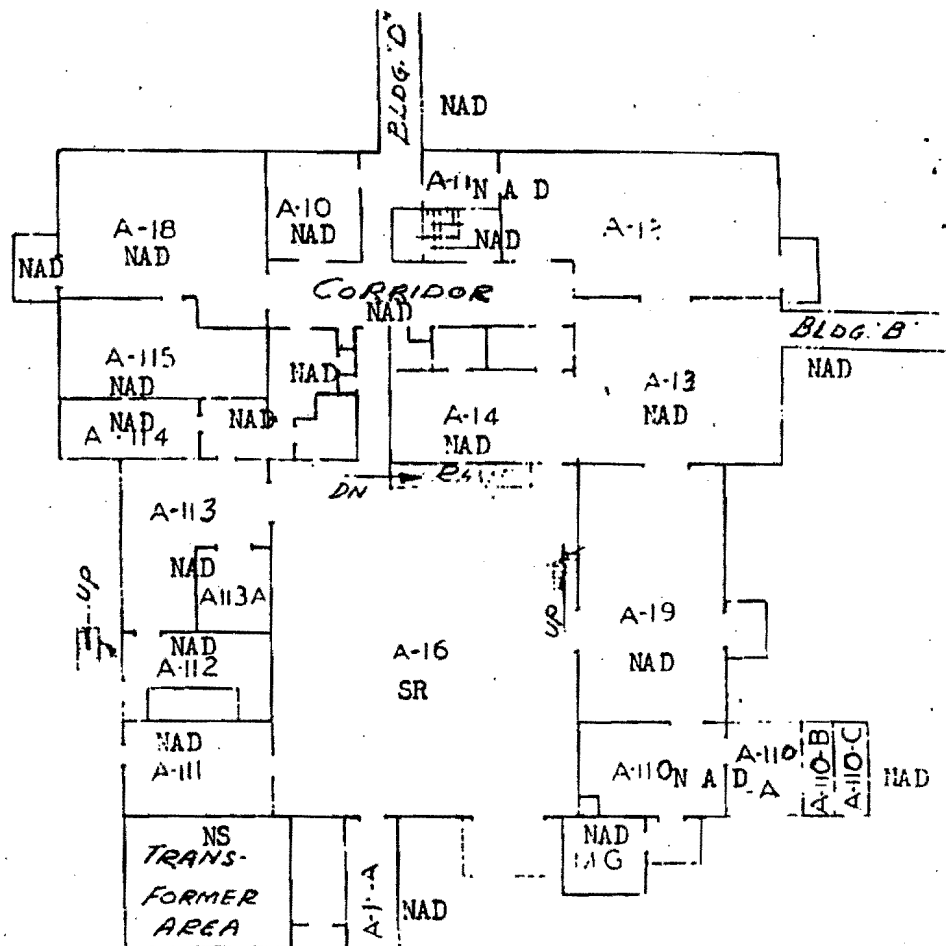 BLDG. "D"
NAD
A-11
N A D
A-10
NAD
NAD
A-18
NAD
NAD
CORRIDOR
NAD
BLDG. "B"
NAD
A-115
NAD
NAD
A-13
NAD
NAD
A-114
NAD
A-14
NAD
DN
A-113
NAD
A113A
UP
UP
A-19
NAD
NAD
A-112
A-16
SR
NAD
A-111
A-110
N A D
A-110
-A
A-110-B
A-110-C
NAD
NS
TRANS-
FORMER
AREA
NAD
NAD